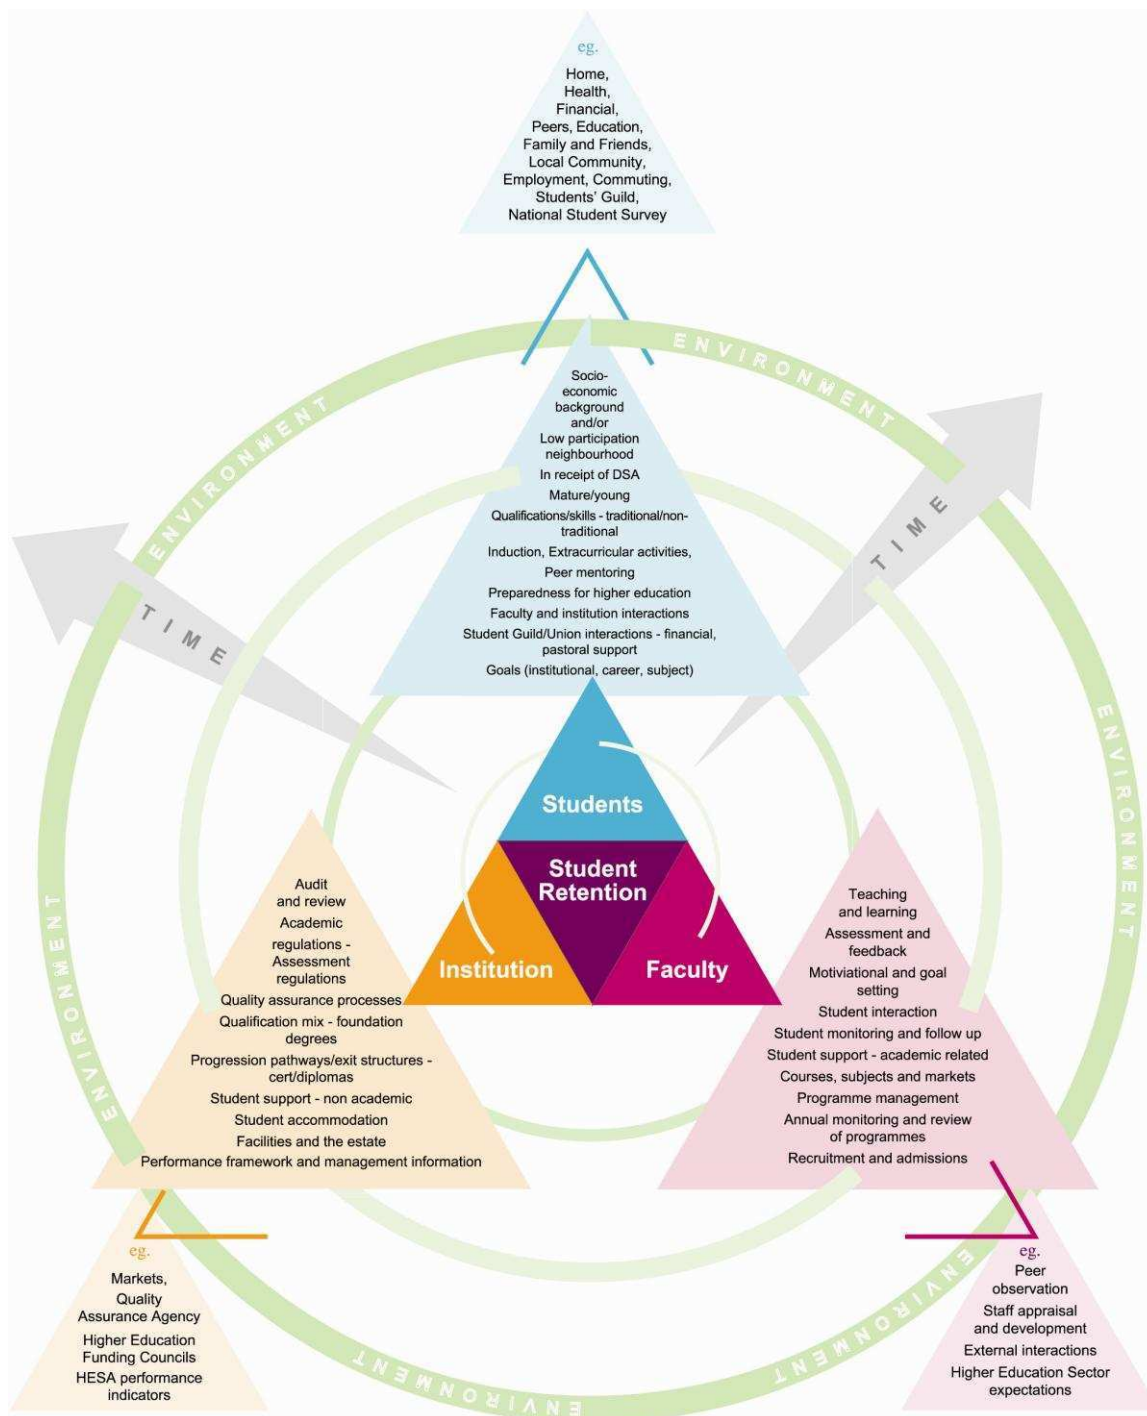 eg.
Home,
Health,
Financial,
Peers, Education,
Family and Friends,
Local Community,
Employment, Commuting,
Students' Guild,
National Student Survey
ENVIRONMENT
ENVIRONMENT
Socio-
economic
background
and/or
Low participation
neighbourhood
In receipt of DSA
Mature/young
Qualifications/skills - traditional/non-
traditional
Induction, Extracurricular activities,
Peer mentoring
Preparedness for higher education
Faculty and institution interactions
Student Guild/Union interactions - financial,
pastoral support
Goals (institutional, career, subject)
TIME
TIME
ENVIRONMENT
ENVIRONMENT
Students
Student
Retention
Institution
Faculty
Audit
and review
Academic
regulations -
Assessment
regulations
Quality assurance processes
Qualification mix - foundation
degrees
Progression pathways/exit structures -
cert/diplomas
Student support - non academic
Student accommodation
Facilities and the estate
Performance framework and management information
Teaching
and learning
Assessment and
feedback
Motiviational and goal
setting
Student interaction
Student monitoring and follow up
Student support - academic related
Courses, subjects and markets
Programme management
Annual monitoring and review
of programmes
Recruitment and admissions
eg.
Markets,
Quality
Assurance Agency
Higher Education
Funding Councils
HESA performance
indicators
ENVIRONMENT
ENVIRONMENT
eg.
Peer
observation
Staff appraisal
and development
External interactions
Higher Education Sector
expectations